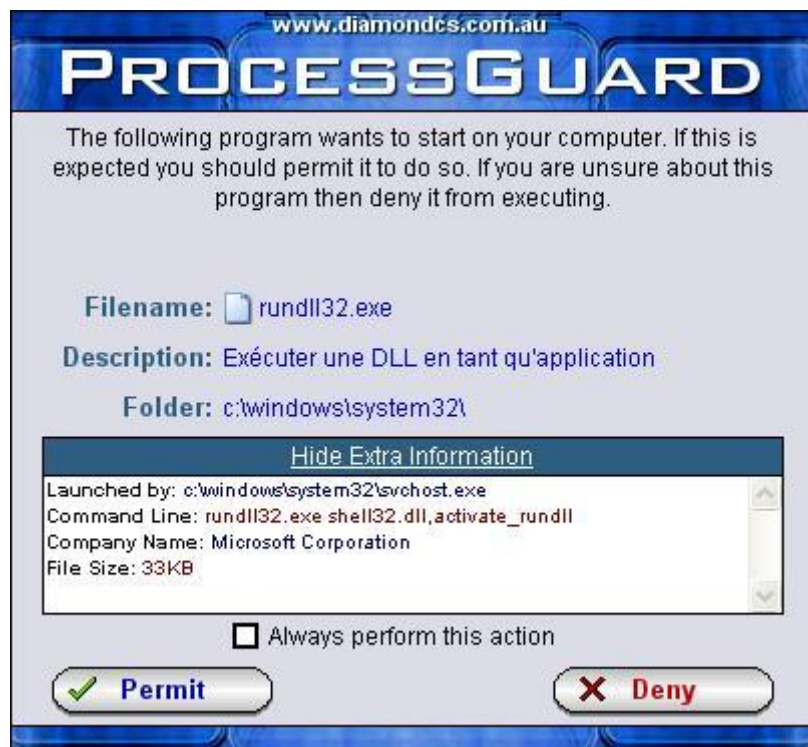 www.diamondcs.com.au
PROCESSGUARD
The following program wants to start on your computer. If this is
expected you should permit it to do so. If you are unsure about this
program then deny it from executing.
Filename: rundll32.exe
Description: Exécuter une DLL en tant qu'application
Folder: c:\windows\system32\
Hide Extra Information
Launched by: c:\windows\system32\svchost.exe
Command Line: rundll32.exe shell32.dll,activate_rundll
Company Name: Microsoft Corporation
File Size: 33KB
Always perform this action
Permit
Deny